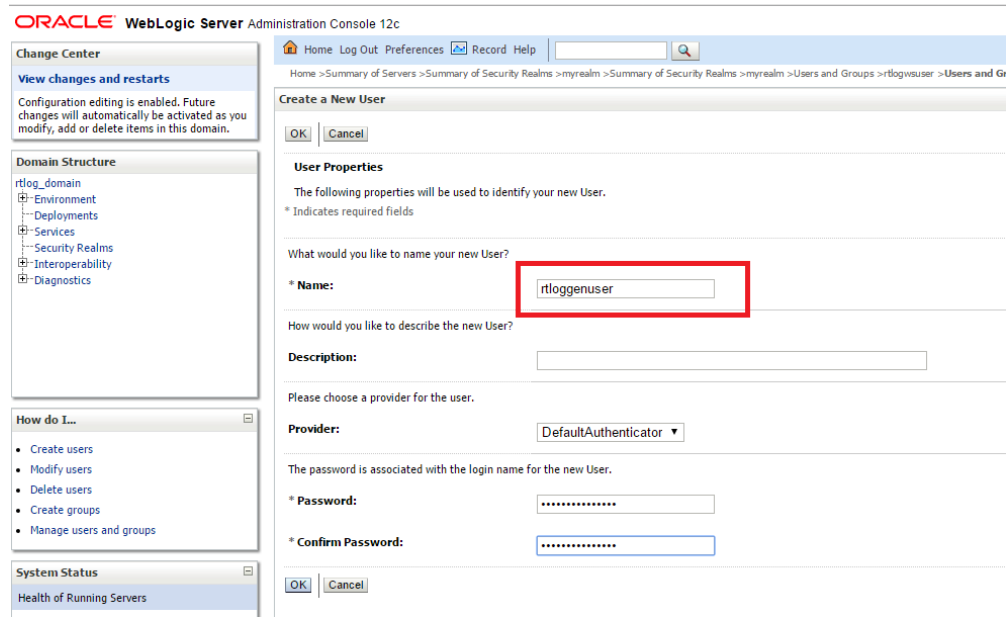 ORACLE WebLogic Server Administration Console 12c
Change Center
View changes and restarts
Configuration editing is enabled. Future
changes will automatically be activated as you
modify, add or delete items in this domain.
Domain Structure
rtlog_domain
Environment
Deployments
Services
Security Realms
Interoperability
Diagnostics
How do I...
Create users
Modify users
Delete users
Create groups
Manage users and groups
System Status
Health of Running Servers
Home Log Out Preferences Record Help
Home >Summary of Servers >Summary of Security Realms >myrealm >Summary of Security Realms >myrealm >Users and Groups >rtlogwsuser >Users and Gr
Create a New User
OK Cancel
User Properties
The following properties will be used to identify your new User.
* Indicates required fields
What would you like to name your new User?
* Name: rtloggenuser
How would you like to describe the new User?
Description:
Please choose a provider for the user.
Provider: DefaultAuthenticator
The password is associated with the login name for the new User.
* Password: •••••••••••••••
* Confirm Password: •••••••••••••••
OK Cancel